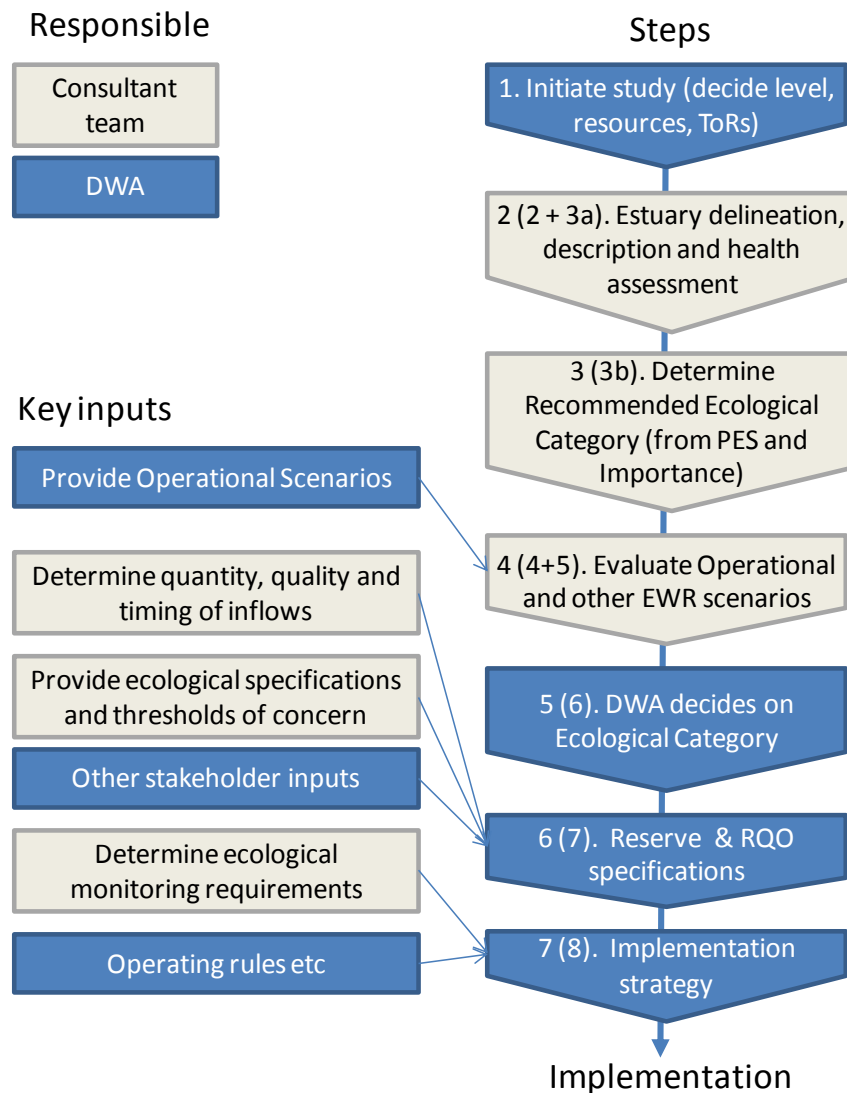 Responsible
Consultant
team
DWA
Steps
1. Initiate study (decide level,
resources, ToRs)
2 (2 + 3a). Estuary delineation,
description and health
assessment
3 (3b). Determine
Recommended Ecological
Category (from PES and
Importance)
4 (4+5). Evaluate Operational
and other EWR scenarios
5 (6). DWA decides on
Ecological Category
6 (7). Reserve & RQO
specifications
7 (8). Implementation
strategy
Implementation
Key inputs
Provide Operational Scenarios
Determine quantity, quality and
timing of inflows
Provide ecological specifications
and thresholds of concern
Other stakeholder inputs
Determine ecological
monitoring requirements
Operating rules etc